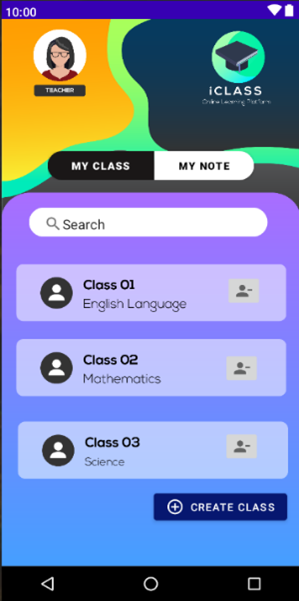 10:00
TEACHER
iCLASS
Online Learning Platform
MY CLASS
MY NOTE
Search
Class 01
English Language
Class 02
Mathematics
Class 03
Science
CREATE CLASS